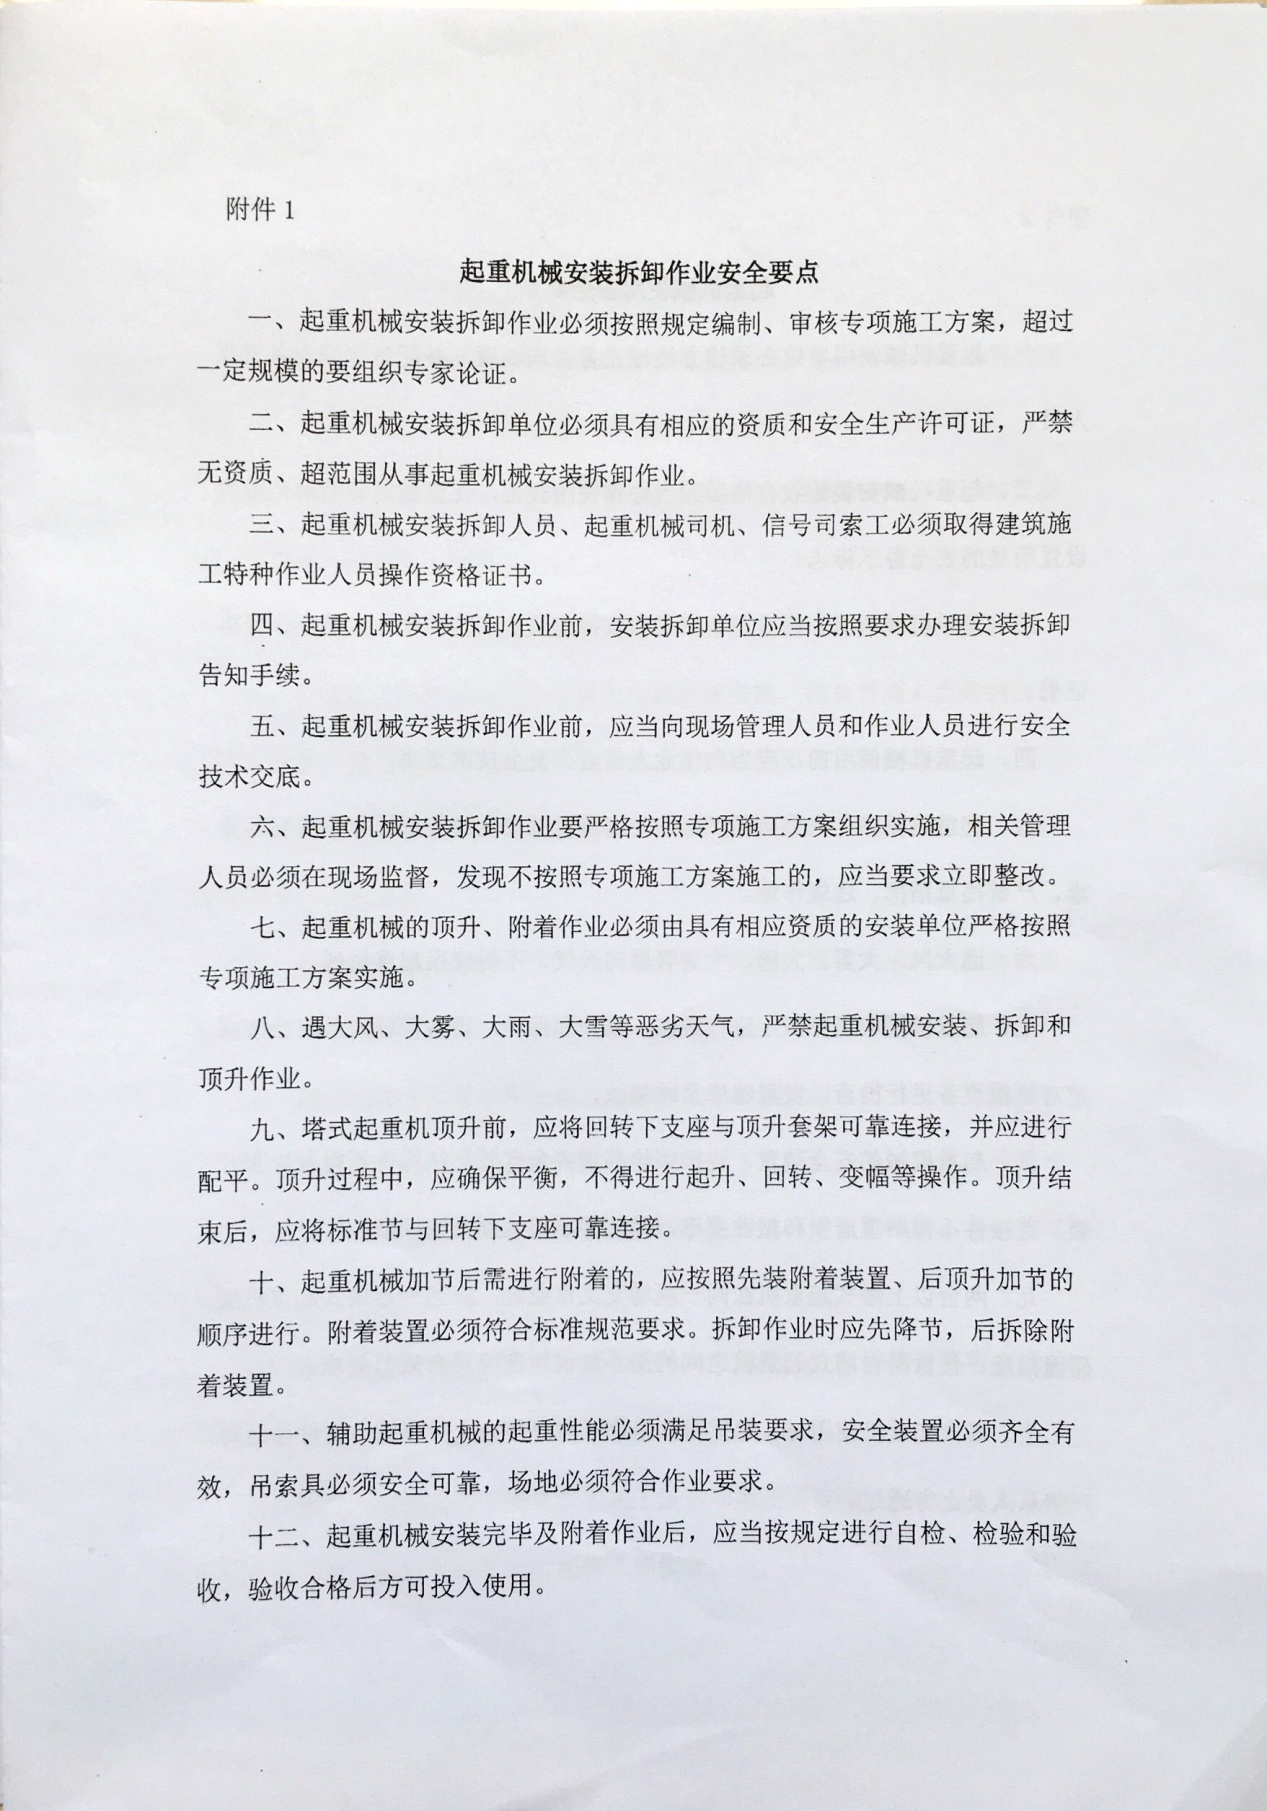 附件 1
起重机械安装拆卸作业安全要点
一、起重机械安装拆卸作业必须按照规定编制、审核专项施工方案，超过
一定规模的要组织专家论证。
二、起重机械安装拆卸单位必须具有相应的资质和安全生产许可证，严禁
无资质、超范围从事起重机械安装拆卸作业。
三、起重机械安装拆卸人员、起重机械司机、信号司索工必须取得建筑施
工特种作业人员操作资格证书。
四、起重机械安装拆卸作业前，安装拆卸单位应当按照要求办理安装拆卸
告知手续。
五、起重机械安装拆卸作业前，应当向现场管理人员和作业人员进行安全
技术交底。
六、起重机械安装拆卸作业要严格按照专项施工方案组织实施，相关管理
人员必须在现场监督，发现不按照专项施工方案施工的，应当要求立即整改。
七、起重机械的顶升、附着作业必须由具有相应资质的安装单位严格按照
专项施工方案实施。
八、遇大风、大雾、大雨、大雪等恶劣天气，严禁起重机械安装、拆卸和
顶升作业。
九、塔式起重机顶升前，应将回转下支座与顶升套架可靠连接，并应进行
配平。顶升过程中，应确保平衡，不得进行起升、回转、变幅等操作。顶升结
束后，应将标准节与回转下支座可靠连接。
十、起重机械加节后需进行附着的，应按照先装附着装置、后顶升加节的
顺序进行。附着装置必须符合标准规范要求。拆卸作业时应先降节，后拆除附
着装置。
十一、辅助起重机械的起重性能必须满足吊装要求，安全装置必须齐全有
效，吊索具必须安全可靠，场地必须符合作业要求。
十二、起重机械安装完毕及附着作业后，应当按规定进行自检、检验和验
收，验收合格后方可投入使用。